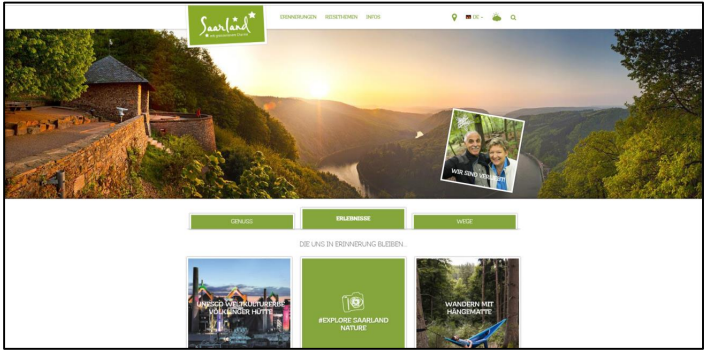 Saarland
ERINNERUNGEN REISETHEMEN INFOS
DE
WIR SIND VERLIEBT!
GENUSS
ERLEBNISSE
WEGE
DIE UNS IN ERINNERUNG BLEIBEN...
UNESCO WELTKULTURERBE
VÖLKLINGER HÜTTE
#EXPLORE SAARLAND
NATURE
WANDERN MIT
HÄNGEMATTE